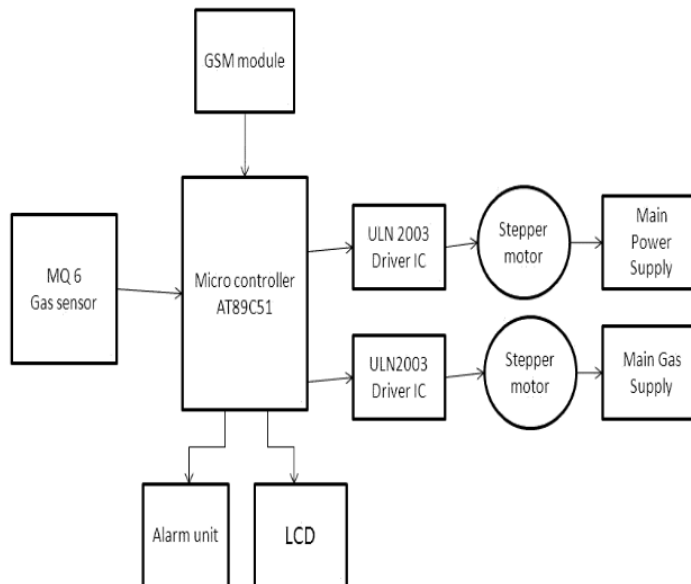 GSM module
MQ 6
Gas sensor
Micro controller
AT89C51
ULN 2003
Driver IC
Stepper
motor
Main
Power
Supply
ULN2003
Driver IC
Stepper
motor
Main Gas
Supply
Alarm unit
LCD